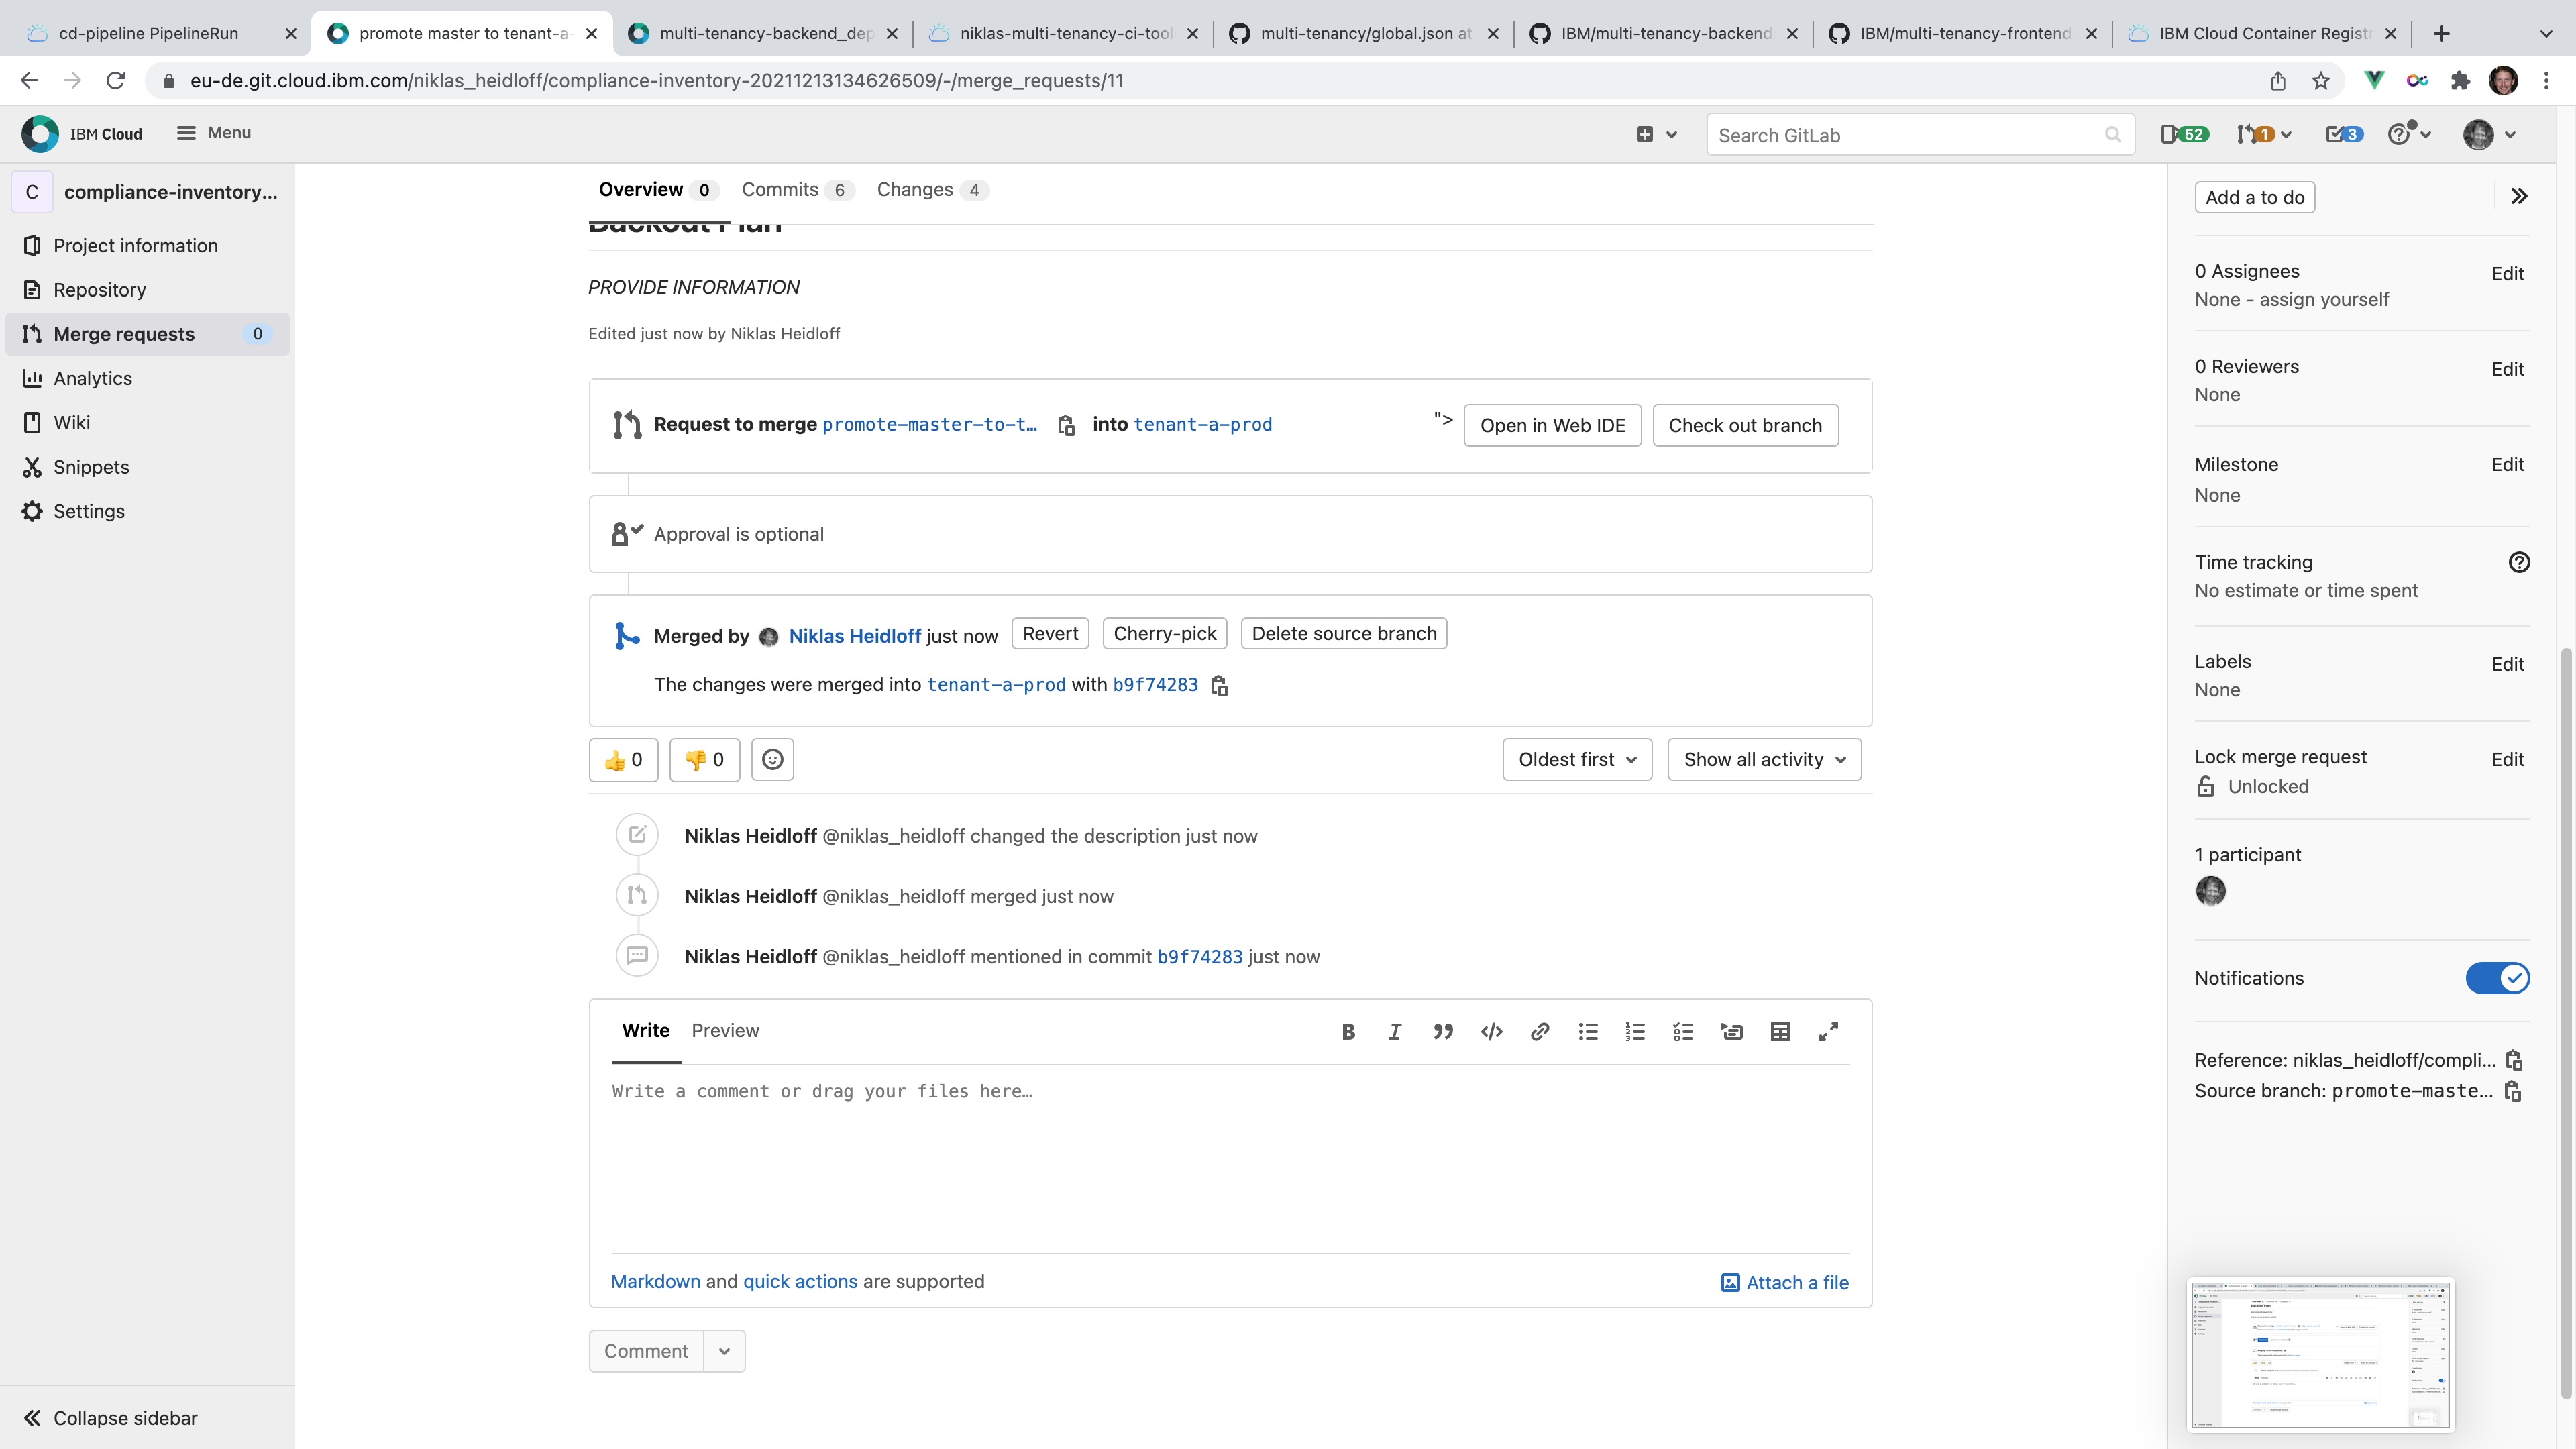 cd-pipeline PipelineRun
promote master to tenant-a-
multi-tenancy-backend_dep
niklas-multi-tenancy-ci-tool
multi-tenancy/global.json at
IBM/multi-tenancy-backend
IBM/multi-tenancy-frontend
IBM Cloud Container Registr
eu-de.git.cloud.ibm.com/niklas_heidloff/compliance-inventory-20211213134626509/-/merge_requests/11
IBM Cloud
Menu
Search GitLab
52
1
3
C compliance-inventory...
Project information
Repository
Merge requests 0
Analytics
Wiki
Snippets
Settings
Collapse sidebar
Overview 0 Commits 6 Changes 4
Backout Plan
PROVIDE INFORMATION
Edited just now by Niklas Heidloff
Request to merge promote-master-to-t… into tenant-a-prod
"> Open in Web IDE Check out branch
Approval is optional
Merged by Niklas Heidloff just now Revert Cherry-pick Delete source branch
The changes were merged into tenant-a-prod with b9f74283
👍 0 👎 0
Oldest first Show all activity
Niklas Heidloff @niklas_heidloff changed the description just now
Niklas Heidloff @niklas_heidloff merged just now
Niklas Heidloff @niklas_heidloff mentioned in commit b9f74283 just now
Write Preview
Write a comment or drag your files here…
Markdown and quick actions are supported
Attach a file
Comment
Add a to do
0 Assignees Edit
None - assign yourself
0 Reviewers Edit
None
Milestone Edit
None
Time tracking
No estimate or time spent
Labels Edit
None
Lock merge request Edit
Unlocked
1 participant
Notifications
Reference: niklas_heidloff/compli...
Source branch: promote-maste...